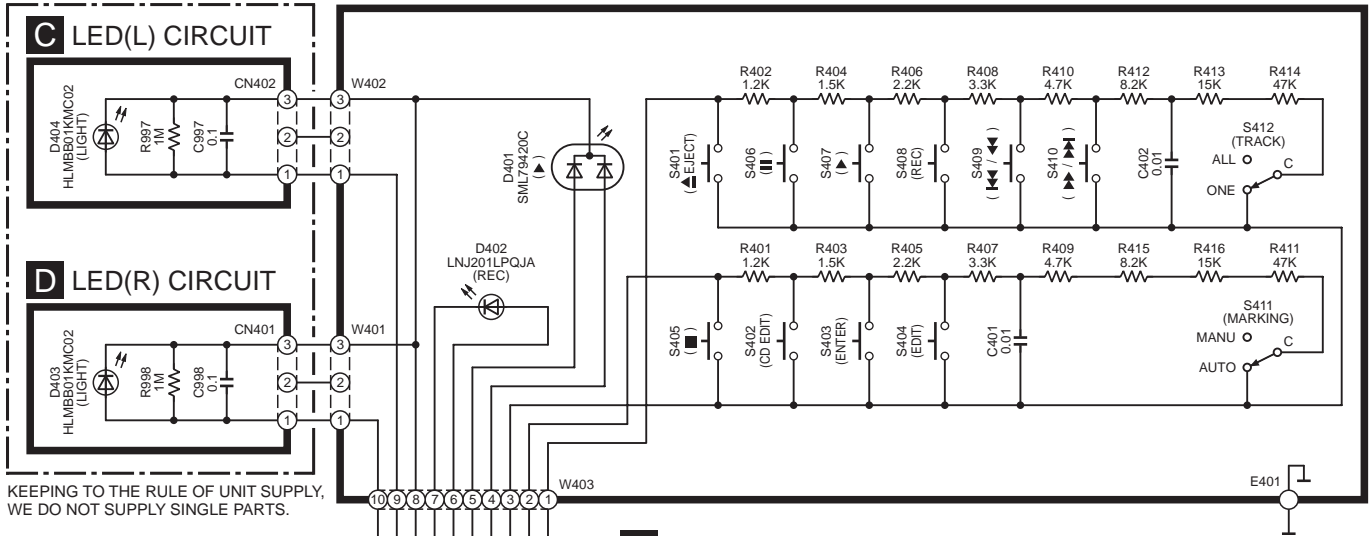 C LED(L) CIRCUIT
CN402
W402
3
3
2
2
1
1
D404
HLMBB01KMC02
(LIGHT)
R997
1M
C997
0.1
D401
SML79420C
(▲)
D402
LNJ201LPQJA
(REC)
D LED(R) CIRCUIT
CN401
W401
3
3
2
2
1
1
D403
HLMBB01KMC02
(LIGHT)
R998
1M
C998
0.1
KEEPING TO THE RULE OF UNIT SUPPLY,
WE DO NOT SUPPLY SINGLE PARTS.
R402
1.2K
R404
1.5K
R406
2.2K
R408
3.3K
R410
4.7K
R412
8.2K
R413
15K
R414
47K
S401
(▲EJECT)
S406
S407
(▲)
S408
(REC)
S409
S410
C402
0.01
S412
(TRACK)
ALL
C
ONE
R401
1.2K
R403
1.5K
R405
2.2K
R407
3.3K
R409
4.7K
R415
8.2K
R416
15K
R411
47K
S405
(■)
S402
(CD EDIT)
S403
(ENTER)
S404
(EDIT)
C401
0.01
S411
(MARKING)
MANU
C
AUTO
10 9 8 7 6 5 4 3 2 1
W403
E401